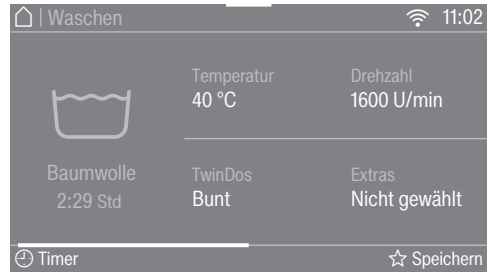 | Waschen
11:02
Temperatur
40 °C
Drehzahl
1600 U/min
Baumwolle
2:29 Std
TwinDos
Bunt
Extras
Nicht gewählt
Timer
Speichern